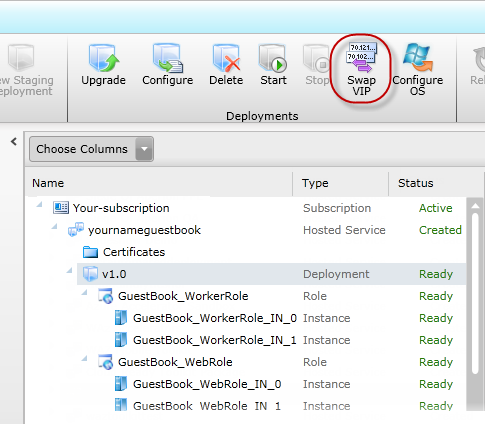 ew Staging Upgrade Configure Delete Start Stop Swap Configure Re
eployment VIP OS
Deployments
70.121...
70.102...
<
Choose Columns
Name Type Status
Your-subscription Subscription Active
yournameguestbook Hosted Service Created
Certificates
v1.0 Deployment Ready
GuestBook_WorkerRole Role Ready
GuestBook_WorkerRole_IN_0 Instance Ready
GuestBook_WorkerRole_IN_1 Instance Ready
GuestBook_WebRole Role Ready
GuestBook_WebRole_IN_0 Instance Ready
GuestBook_WebRole_IN_1 Instance Ready